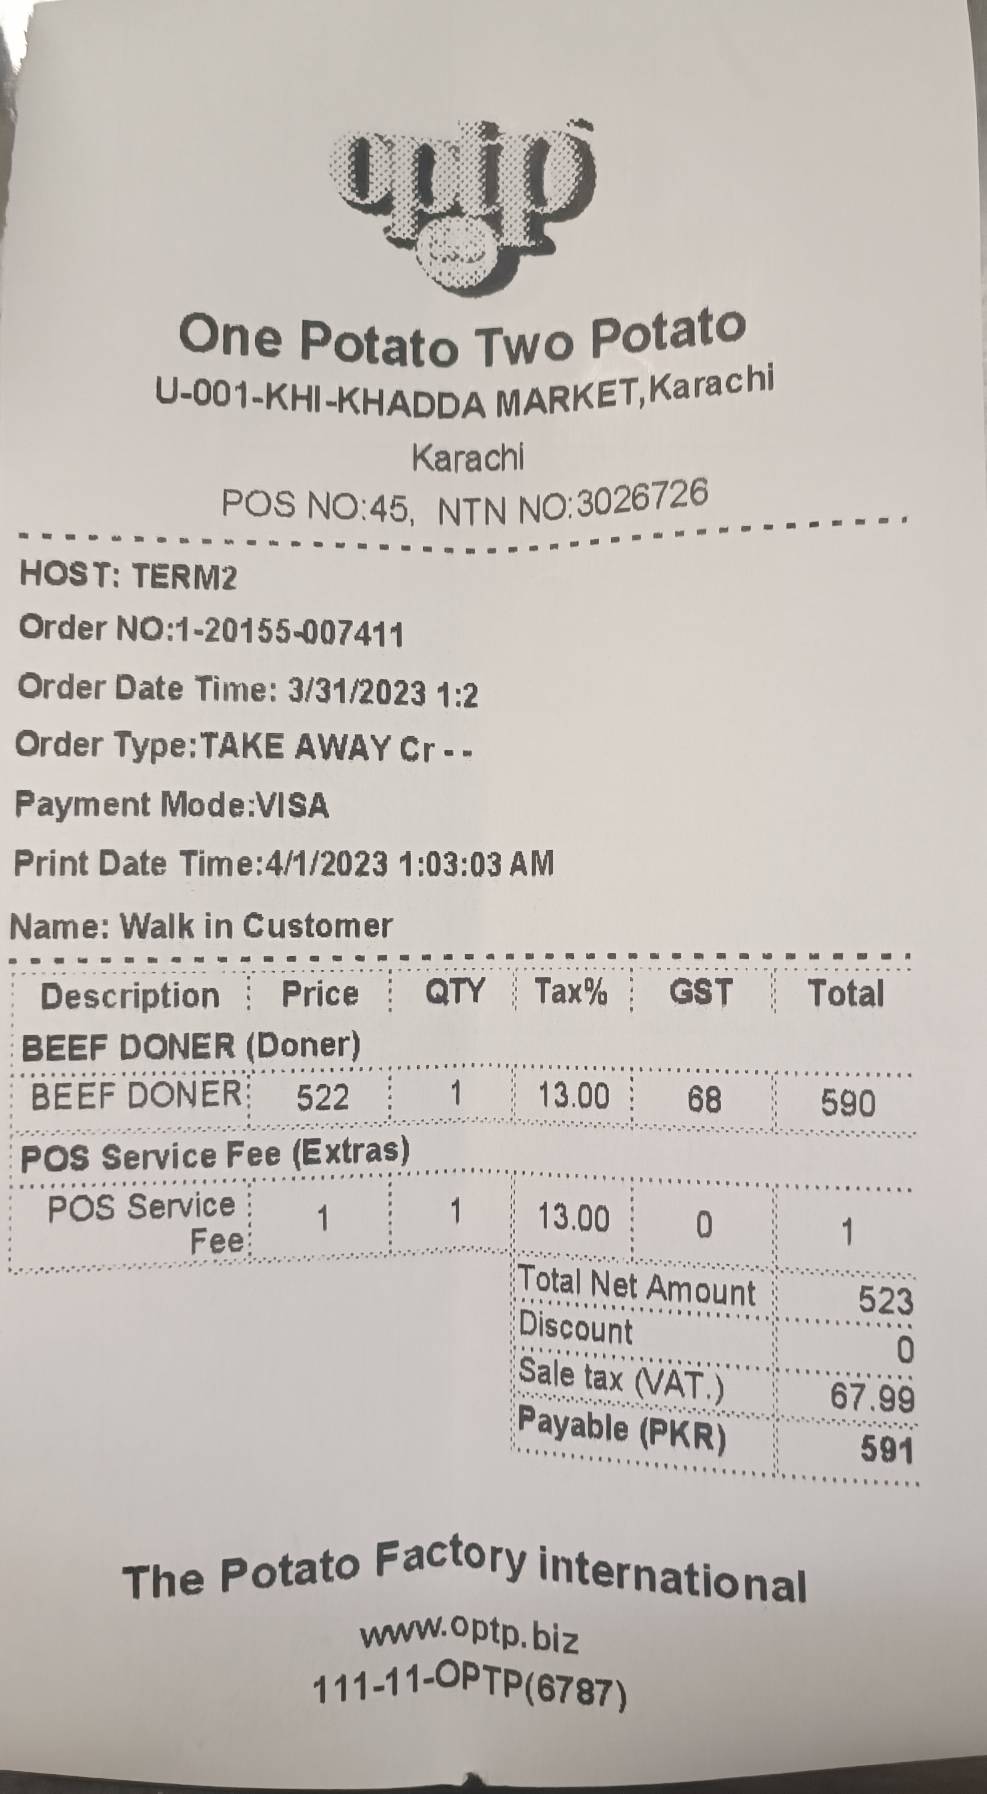 optp
One Potato Two Potato
U-001-KHI-KHADDA MARKET,Karachi
Karachi
POS NO:45, NTN NO:3026726
HOST: TERM2
Order NO:1-20155-007411
Order Date Time: 3/31/2023 1:2
Order Type:TAKE AWAY Cr - -
Payment Mode:VISA
Print Date Time:4/1/2023 1:03:03 AM
Name: Walk in Customer
Description Price QTY Tax% GST Total
BEEF DONER (Doner)
BEEF DONER 522 1 13.00 68 590
POS Service Fee (Extras)
POS Service 1 1 13.00 0 1
Fee
Total Net Amount 523
Discount 0
Sale tax (VAT.) 67.99
Payable (PKR) 591
The Potato Factory international
www.optp.biz
111-11-OPTP(6787)